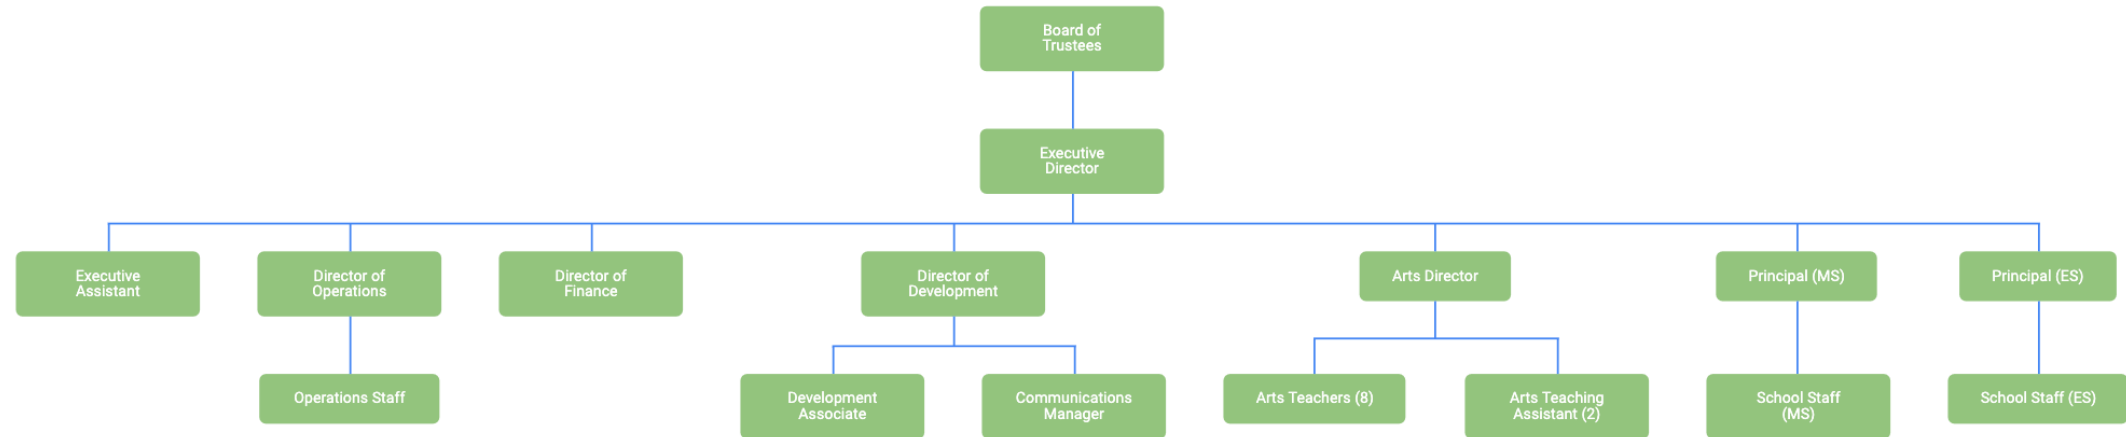 Board of
Trustees
Executive
Director
Executive
Assistant
Director of
Operations
Director of
Finance
Director of
Development
Arts Director
Principal (MS)
Principal (ES)
Operations Staff
Development
Associate
Communications
Manager
Arts Teachers (8)
Arts Teaching
Assistant (2)
School Staff
(MS)
School Staff (ES)